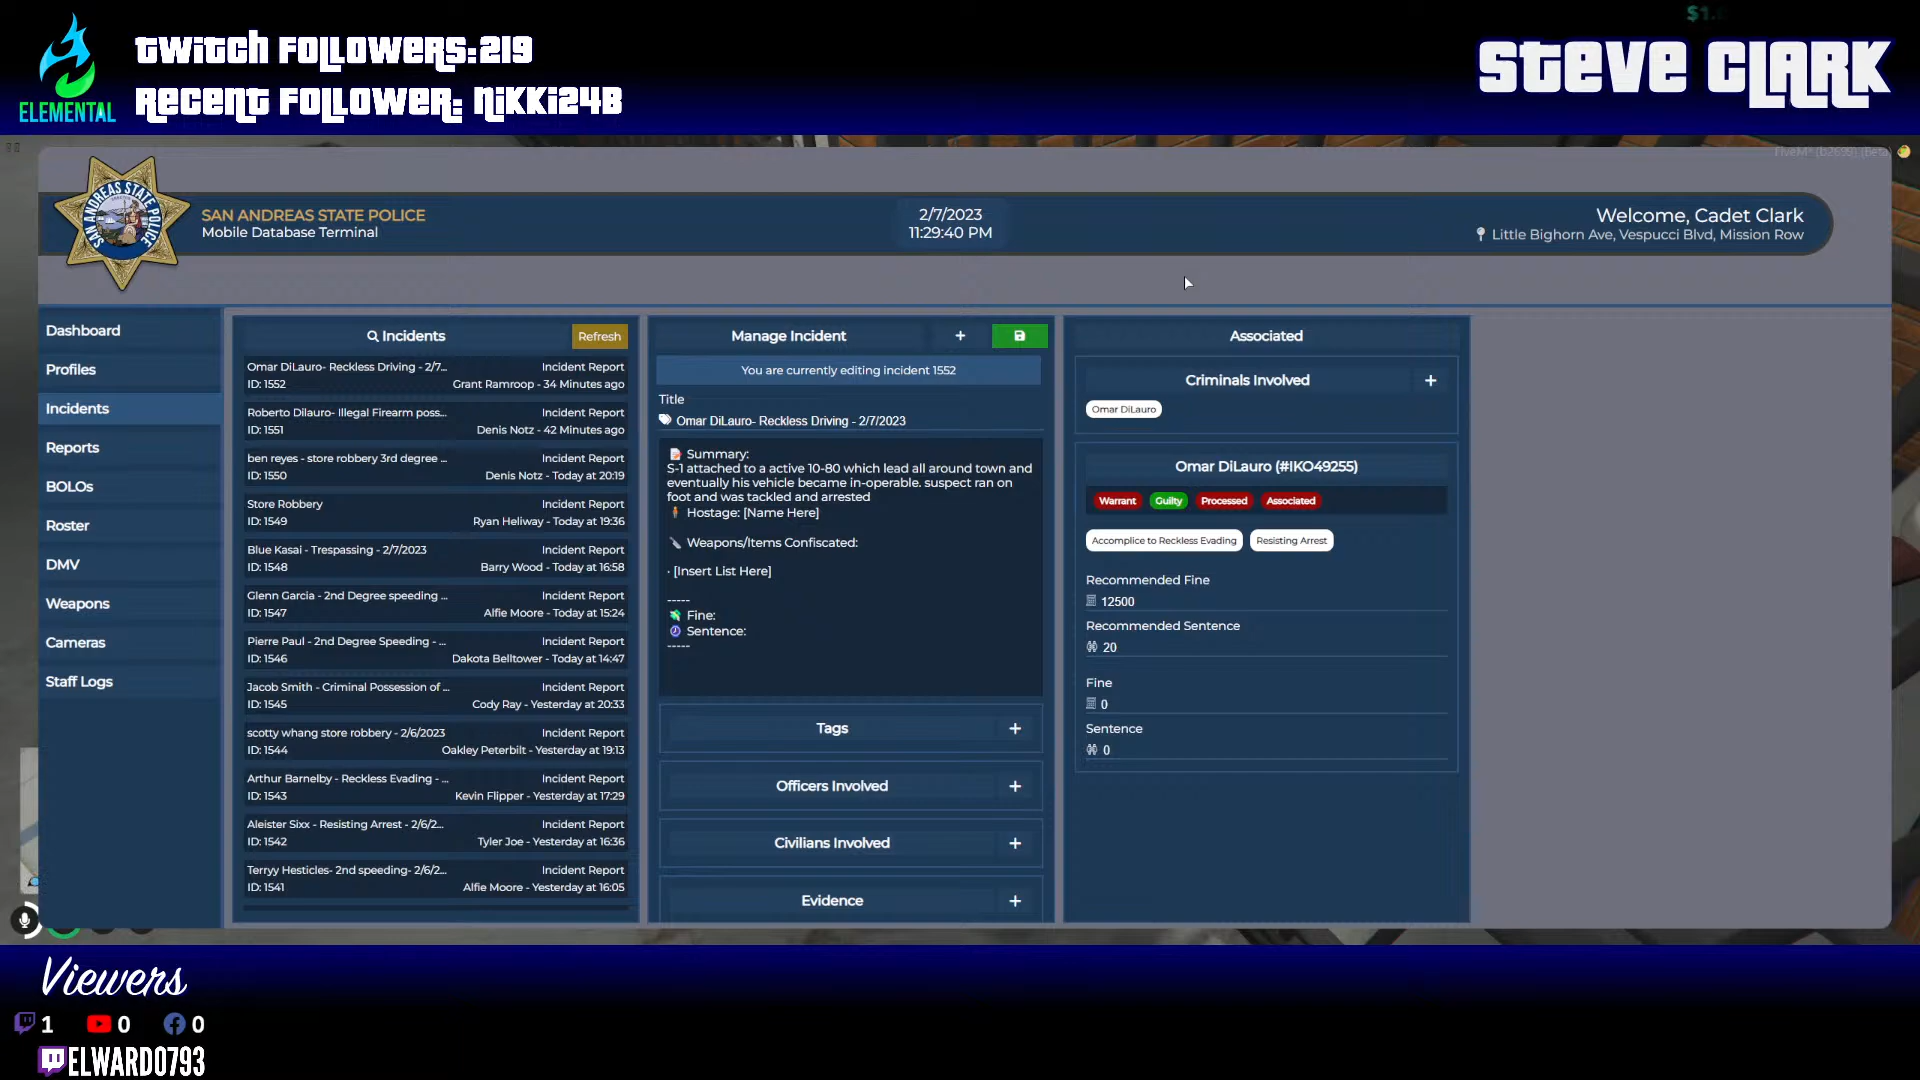 $1.
TWITCH FOLLOWERS:219
RECENT FOLLOWER: NIKKI24B
ELEMENTAL
STEVE CLARK
FiveM® (b2699) (Beta)
SAN ANDREAS STATE POLICE
SAN ANDREAS STATE POLICE
Mobile Database Terminal
2/7/2023
11:29:40 PM
Welcome, Cadet Clark
Little Bighorn Ave, Vespucci Blvd, Mission Row
Dashboard
Profiles
Incidents
Reports
BOLOs
Roster
DMV
Weapons
Cameras
Staff Logs
Incidents
Refresh
Omar DiLauro- Reckless Driving - 2/7... Incident Report
ID: 1552 Grant Ramroop - 34 Minutes ago
Roberto Dilauro- Illegal Firearm poss... Incident Report
ID: 1551 Denis Notz - 42 Minutes ago
ben reyes - store robbery 3rd degree ... Incident Report
ID: 1550 Denis Notz - Today at 20:19
Store Robbery Incident Report
ID: 1549 Ryan Heliway - Today at 19:36
Blue Kasai - Trespassing - 2/7/2023 Incident Report
ID: 1548 Barry Wood - Today at 16:58
Glenn Garcia - 2nd Degree speeding ... Incident Report
ID: 1547 Alfie Moore - Today at 15:24
Pierre Paul - 2nd Degree Speeding - ... Incident Report
ID: 1546 Dakota Belltower - Today at 14:47
Jacob Smith - Criminal Possession of ... Incident Report
ID: 1545 Cody Ray - Yesterday at 20:33
scotty whang store robbery - 2/6/2023 Incident Report
ID: 1544 Oakley Peterbilt - Yesterday at 19:13
Arthur Barnelby - Reckless Evading - ... Incident Report
ID: 1543 Kevin Flipper - Yesterday at 17:29
Aleister Sixx - Resisting Arrest - 2/6/2... Incident Report
ID: 1542 Tyler Joe - Yesterday at 16:36
Terryy Hesticles- 2nd speeding- 2/6/2... Incident Report
ID: 1541 Alfie Moore - Yesterday at 16:05
Manage Incident +
You are currently editing incident 1552
Title
Omar DiLauro- Reckless Driving - 2/7/2023
Summary:
S-1 attached to a active 10-80 which lead all around town and
eventually his vehicle became in-operable. suspect ran on
foot and was tackled and arrested
Hostage: [Name Here]
Weapons/Items Confiscated:
· [Insert List Here]
-----
Fine:
Sentence:
-----
Tags +
Officers Involved +
Civilians Involved +
Evidence +
Associated
Criminals Involved +
Omar DiLauro
Omar DiLauro (#IKO49255)
Warrant Guilty Processed Associated
Accomplice to Reckless Evading Resisting Arrest
Recommended Fine
12500
Recommended Sentence
20
Fine
0
Sentence
0
Viewers
1 0 0
ELWARDO793